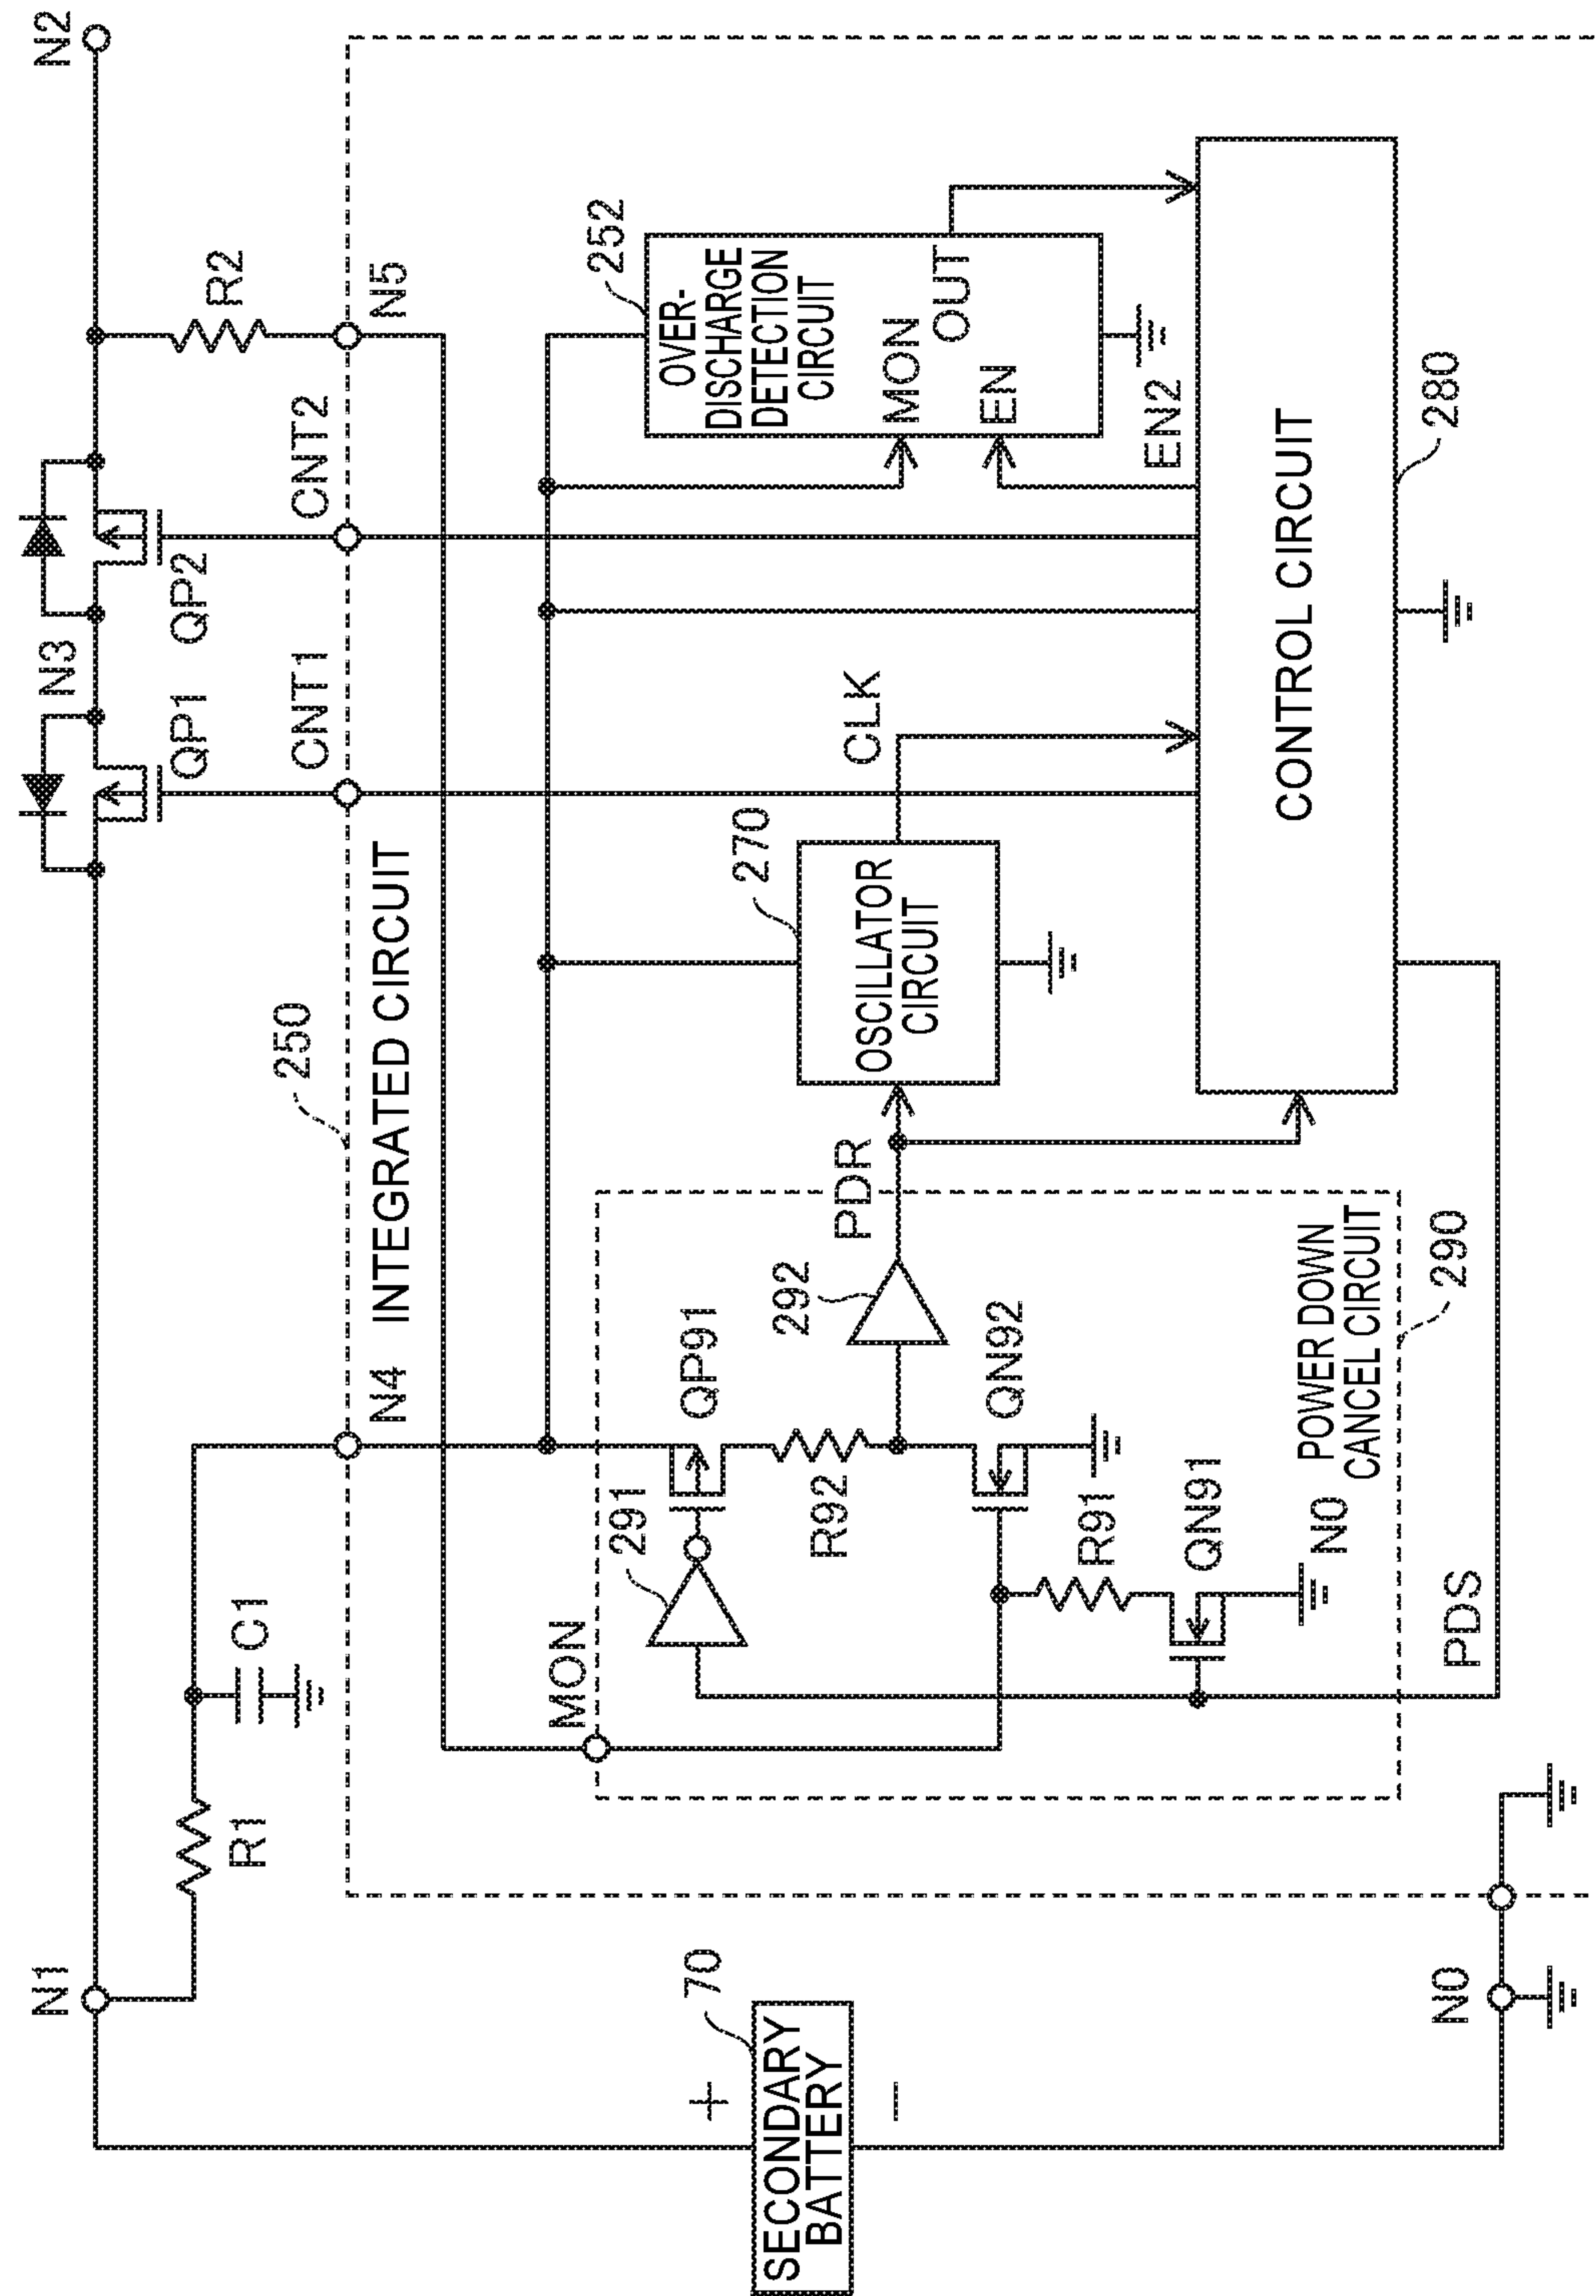 N1
N2
N3
QP1
QP2
R1
C1
R2
CNT1
CNT2
250
N4
N5
INTEGRATED CIRCUIT
MON
291
QP91
R92
292
PDR
QN92
R91
QN91
N0
POWER DOWN
CANCEL CIRCUIT
290
PDS
270
OSCILLATOR
CIRCUIT
CLK
252
OVER-
DISCHARGE
DETECTION
CIRCUIT
MON
OUT
EN
EN2
CONTROL CIRCUIT
280
70
+
SECONDARY
BATTERY
−
N0